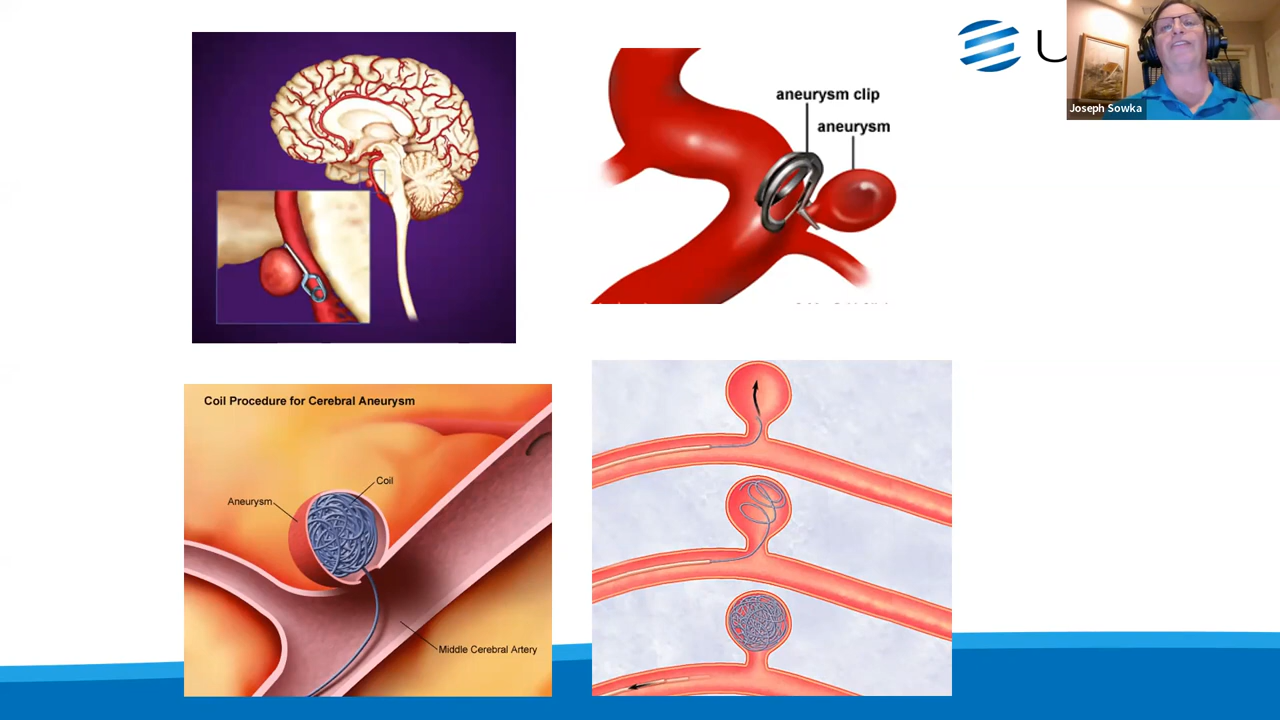 aneurysm clip
aneurysm
U
Joseph Sowka
Coil Procedure for Cerebral Aneurysm
Coil
Aneurysm
Middle Cerebral Artery